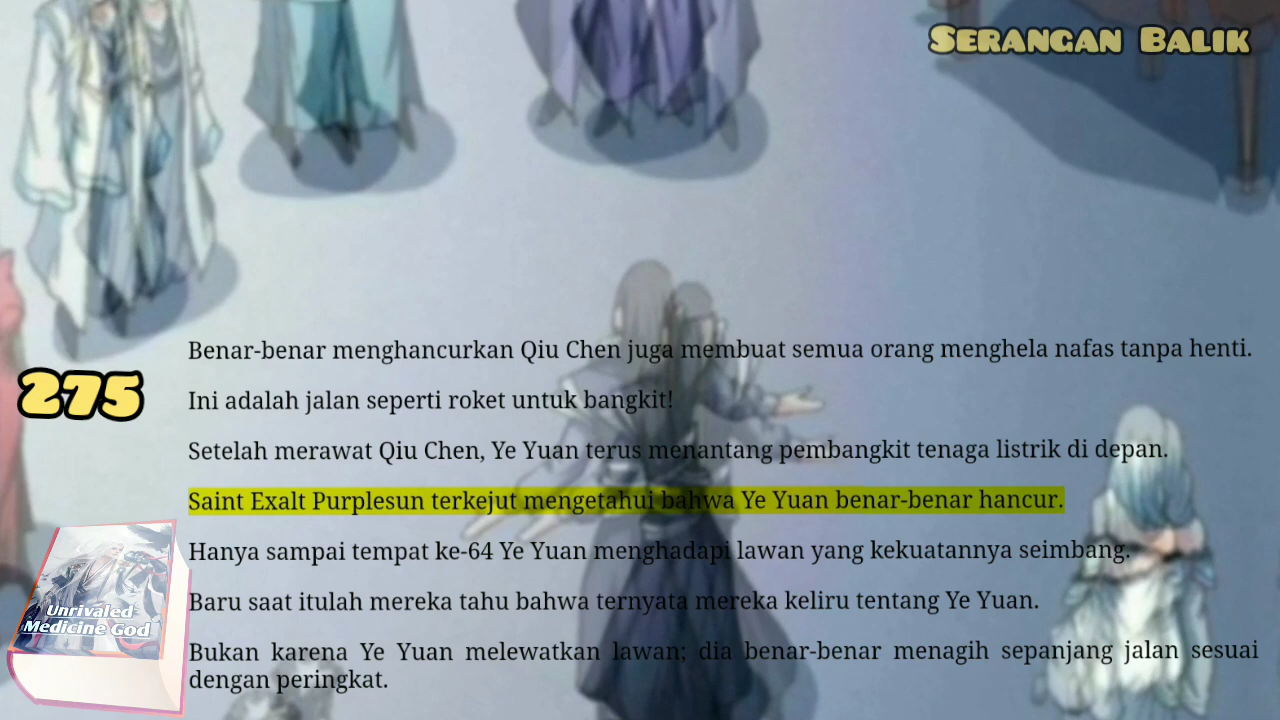 Serangan Balik
Benar-benar menghancurkan Qiu Chen juga membuat semua orang menghela nafas tanpa henti.
275
Ini adalah jalan seperti roket untuk bangkit!
Setelah merawat Qiu Chen, Ye Yuan terus menantang pembangkit tenaga listrik di depan.
Saint Exalt Purplesun terkejut mengetahui bahwa Ye Yuan benar-benar hancur.
Hanya sampai tempat ke-64 Ye Yuan menghadapi lawan yang kekuatannya seimbang.
Baru saat itulah mereka tahu bahwa ternyata mereka keliru tentang Ye Yuan.
Bukan karena Ye Yuan melewatkan lawan; dia benar-benar menagih sepanjang jalan sesuai
dengan peringkat.
Unrivaled
Medicine God